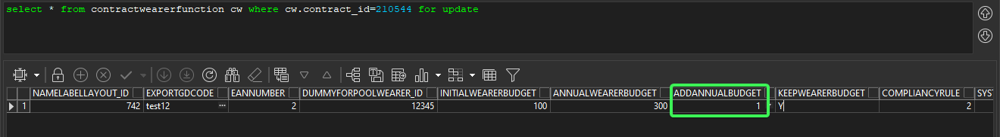 select * from contractwearerfunction cw where cw.contract_id=210544 for update
NAMELABELLAYOUT_ID EXPORTGDCODE EANNUMBER DUMMYFORPOOLWEARER_ID INITIALWEARERBUDGET ANNUALWEARERBUDGET ADDANNUALBUDGET KEEPWEARERBUDGET COMPLIANCYRULE SYST
1 742 test12 ... 2 12345 100 300 1 Y 2